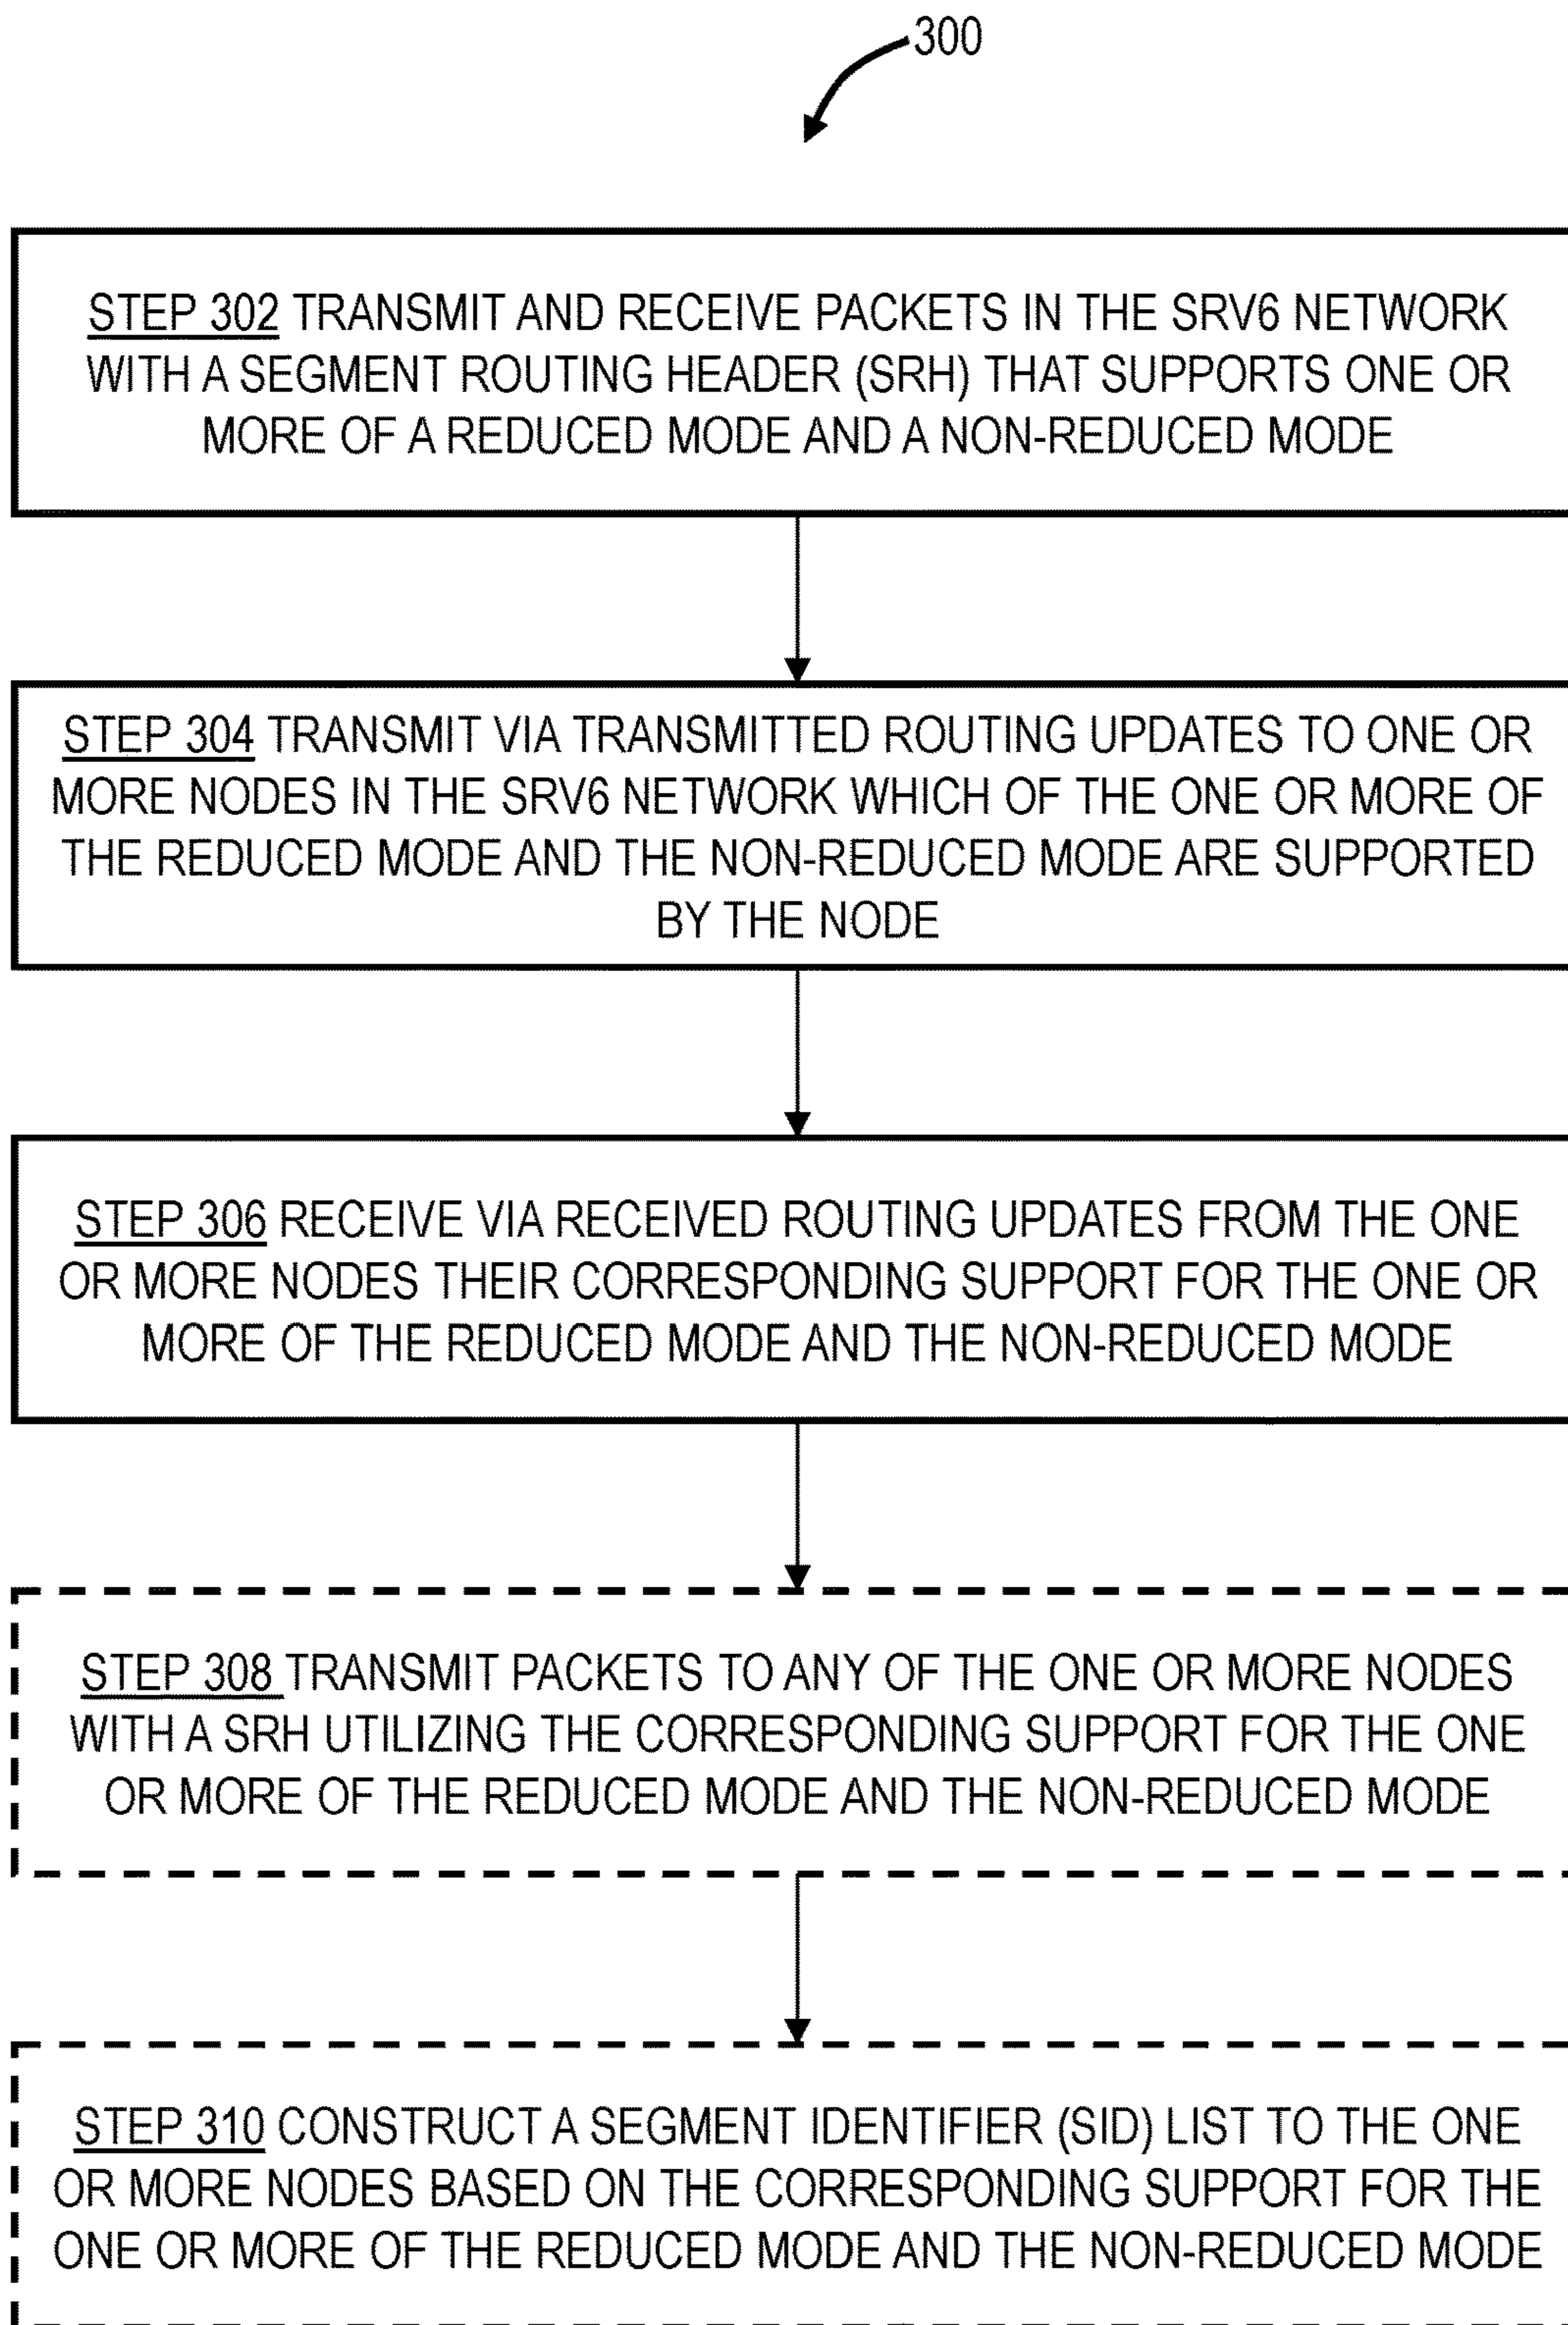 300
STEP 302 TRANSMIT AND RECEIVE PACKETS IN THE SRV6 NETWORK
WITH A SEGMENT ROUTING HEADER (SRH) THAT SUPPORTS ONE OR
MORE OF A REDUCED MODE AND A NON-REDUCED MODE
STEP 304 TRANSMIT VIA TRANSMITTED ROUTING UPDATES TO ONE OR
MORE NODES IN THE SRV6 NETWORK WHICH OF THE ONE OR MORE OF
THE REDUCED MODE AND THE NON-REDUCED MODE ARE SUPPORTED
BY THE NODE
STEP 306 RECEIVE VIA RECEIVED ROUTING UPDATES FROM THE ONE
OR MORE NODES THEIR CORRESPONDING SUPPORT FOR THE ONE OR
MORE OF THE REDUCED MODE AND THE NON-REDUCED MODE
STEP 308 TRANSMIT PACKETS TO ANY OF THE ONE OR MORE NODES
WITH A SRH UTILIZING THE CORRESPONDING SUPPORT FOR THE ONE
OR MORE OF THE REDUCED MODE AND THE NON-REDUCED MODE
STEP 310 CONSTRUCT A SEGMENT IDENTIFIER (SID) LIST TO THE ONE
OR MORE NODES BASED ON THE CORRESPONDING SUPPORT FOR THE
ONE OR MORE OF THE REDUCED MODE AND THE NON-REDUCED MODE